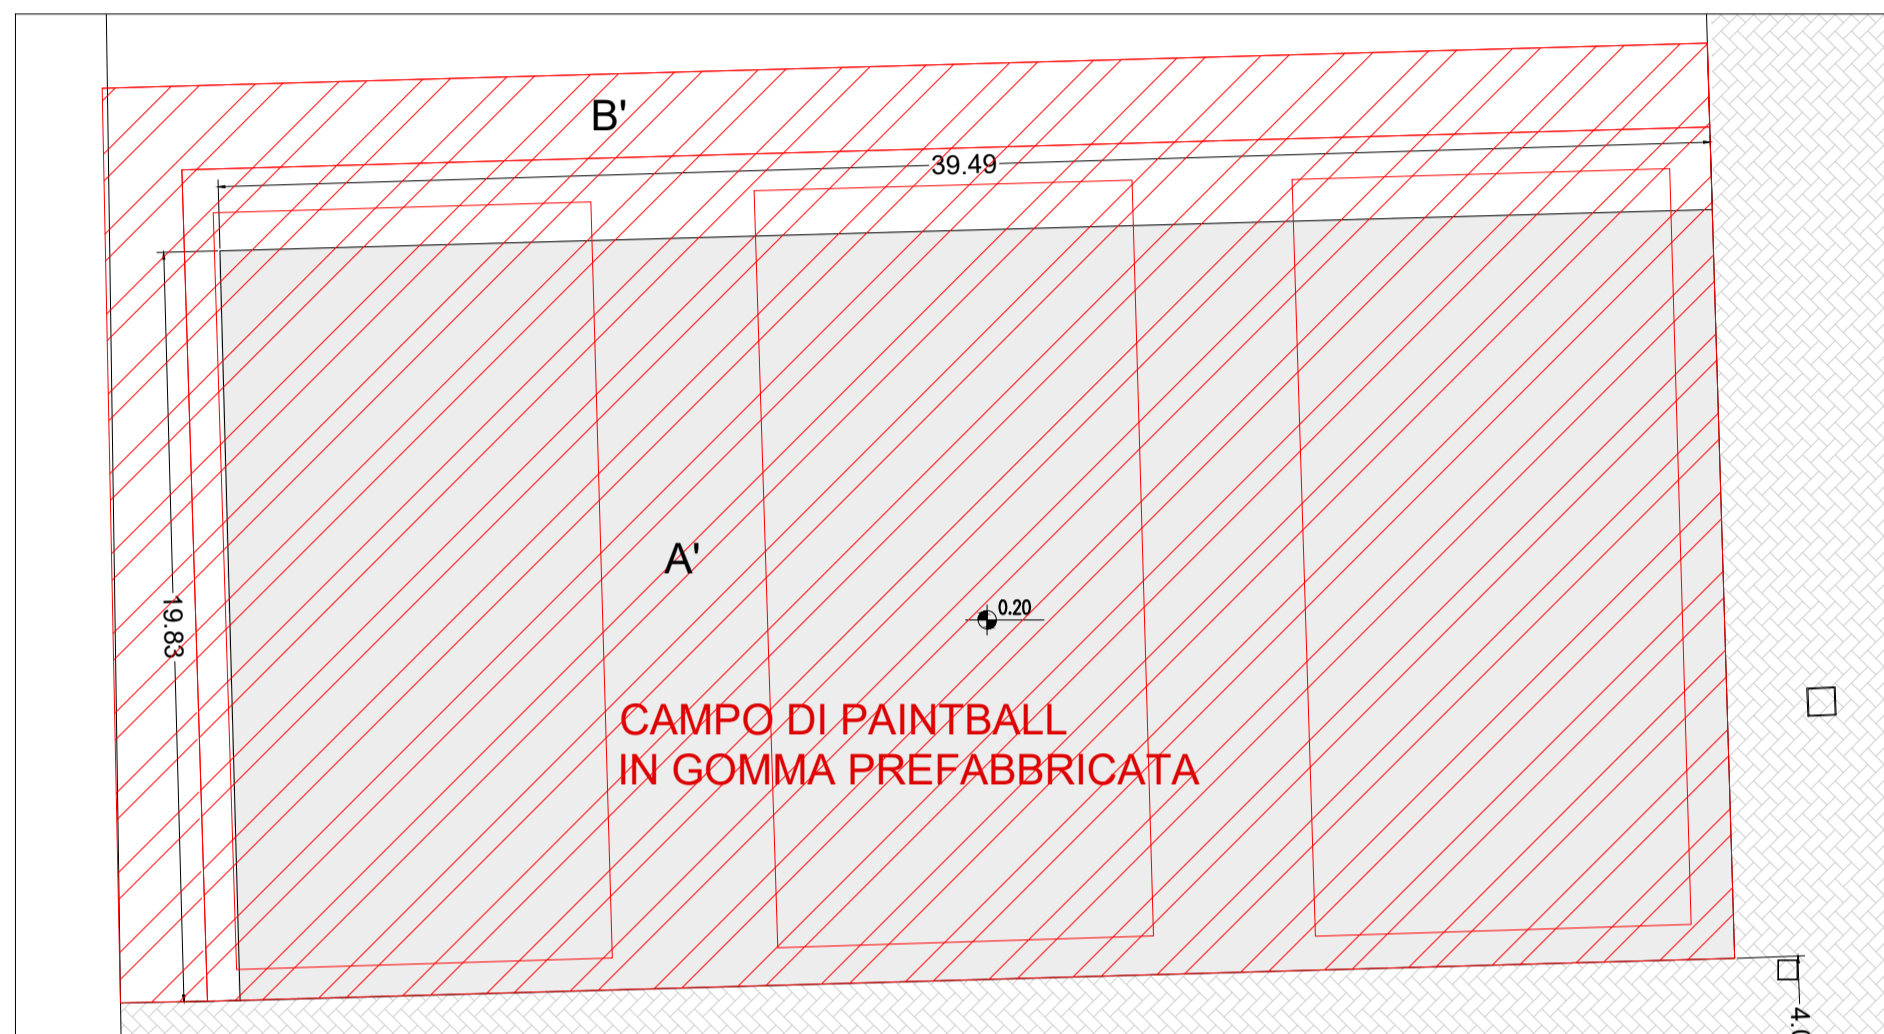 B'
39.49
19.83
A'
0.20
CAMPO DI PAINTBALL
IN GOMMA PREFABBRICATA